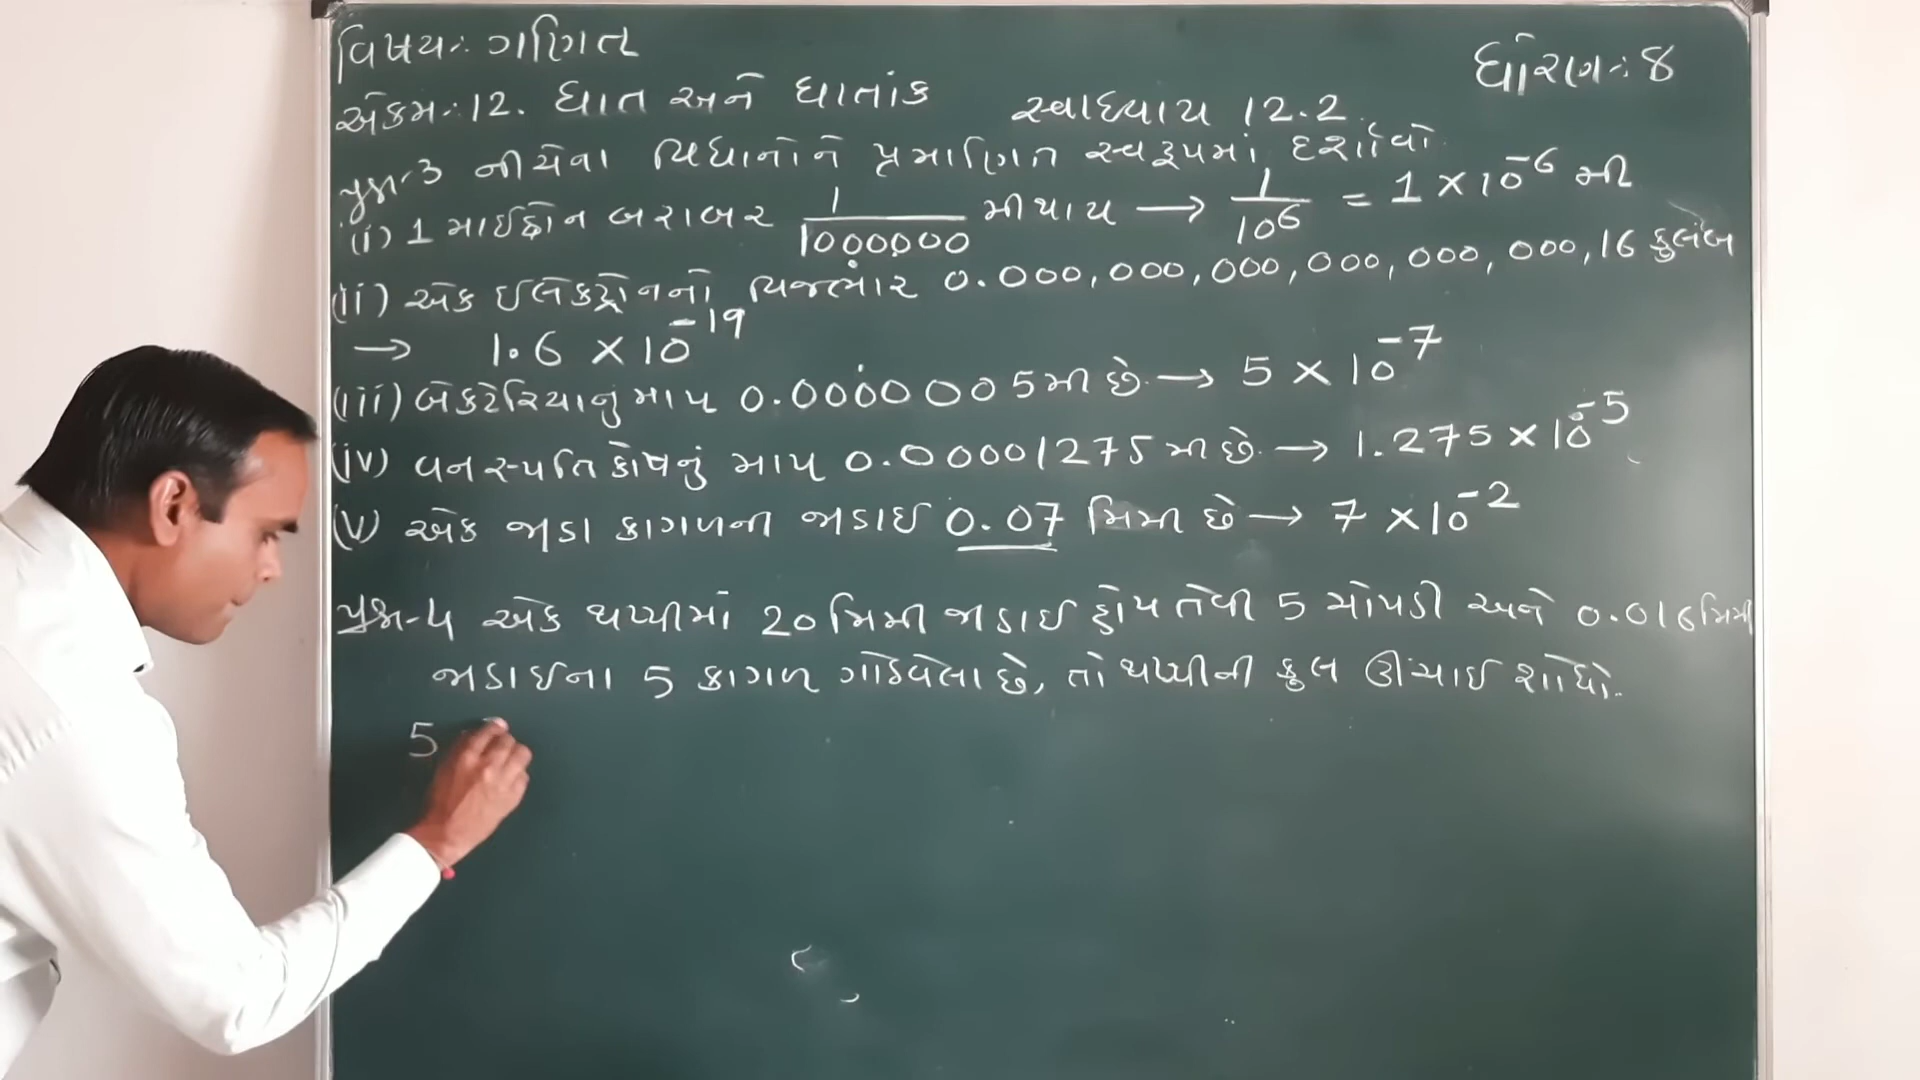 વિષયઃ ગણિત
ધોરણઃ 8
એકમઃ 12. ઘાત અને ઘાતાંક
સ્વાધ્યાય 12.2
પ્રશ્ન-3 નીચેના વિધાનોને પ્રમાણિત સ્વરૂપમાં દર્શાવો.
(i) 1 માઈક્રોન બરાબર 1/1000000 મી થાય → 1/10⁶ = 1 × 10⁻⁶ મી
(ii) એક ઇલેક્ટ્રોનનો વિજભાર 0.000,000,000,000,000,000,16 કુલંબ
→ 1.6 × 10⁻¹⁹
(iii) બેક્ટેરિયાનું માપ 0.0000005 મી છે. → 5 × 10⁻⁷
(iv) વનસ્પતિ કોષનું માપ 0.00001275 મી છે. → 1.275 × 10⁻⁵
(v) એક જાડા કાગળની જાડાઇ 0.07 મિમી છે → 7 × 10⁻²
પ્રશ્ન-4 એક થપ્પીમાં 20 મિમી જાડાઇ હોય તેવી 5 ચોપડી અને 0.016 મિમી
જાડાઇના 5 કાગળ ગોઠવેલા છે, તો થપ્પીની કુલ ઊંચાઇ શોધો.
5